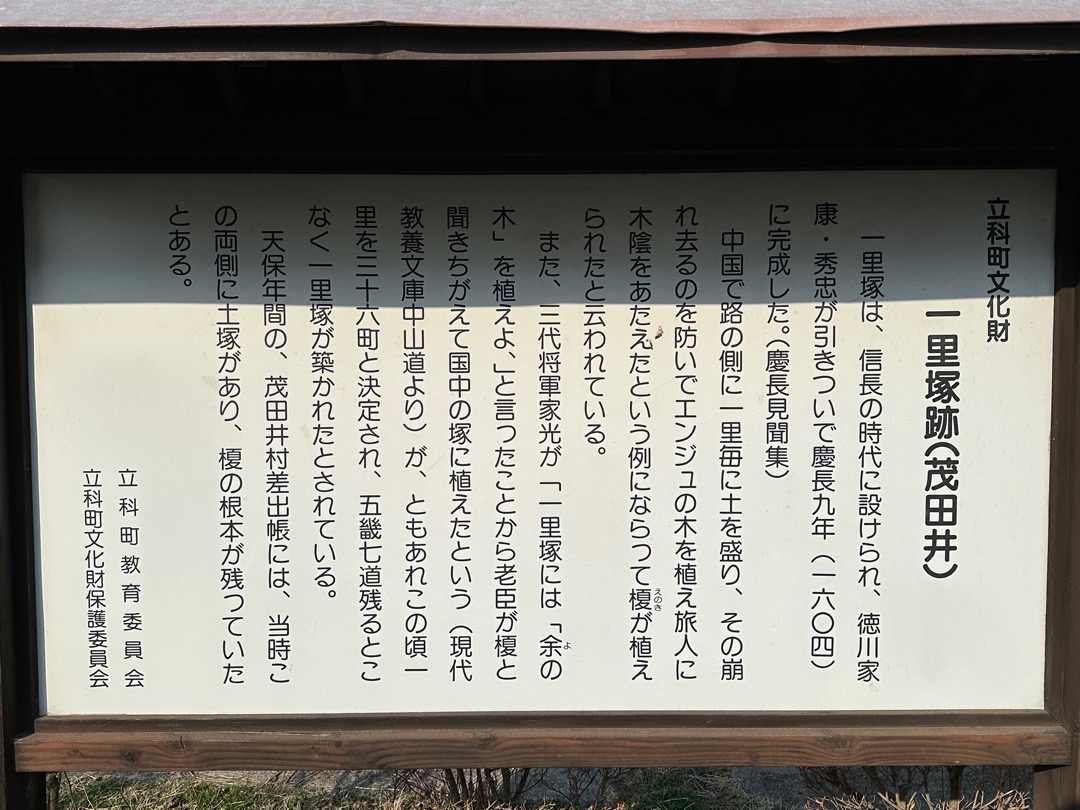 立科町文化財
一里塚跡(茂田井)
一里塚は、信長の時代に設けられ、徳川家
康・秀忠が引きついで慶長九年(一六〇四)
に完成した。(慶長見聞集)
中国で路の側に一里毎に土を盛り、その崩
れ去るのを防いでエンジュの木を植え旅人に
木陰をあたえたという例にならつて榎(えのき)が植え
られたと云われている。
また、三代将軍家光が「一里塚には「余(よ)の
木」を植えよ、」と言つたことから老臣が榎と
聞きちがえて国中の塚に植えたという(現代
教養文庫中山道より)が、ともあれこの頃一
里を三十六町と決定され、五畿七道残るとこ
なく一里塚が築かれたとされている。
天保年間の、茂田井村差出帳には、当時こ
の両側に土塚があり、榎の根本が残つていた
とある。
立科町教育委員会
立科町文化財保護委員会